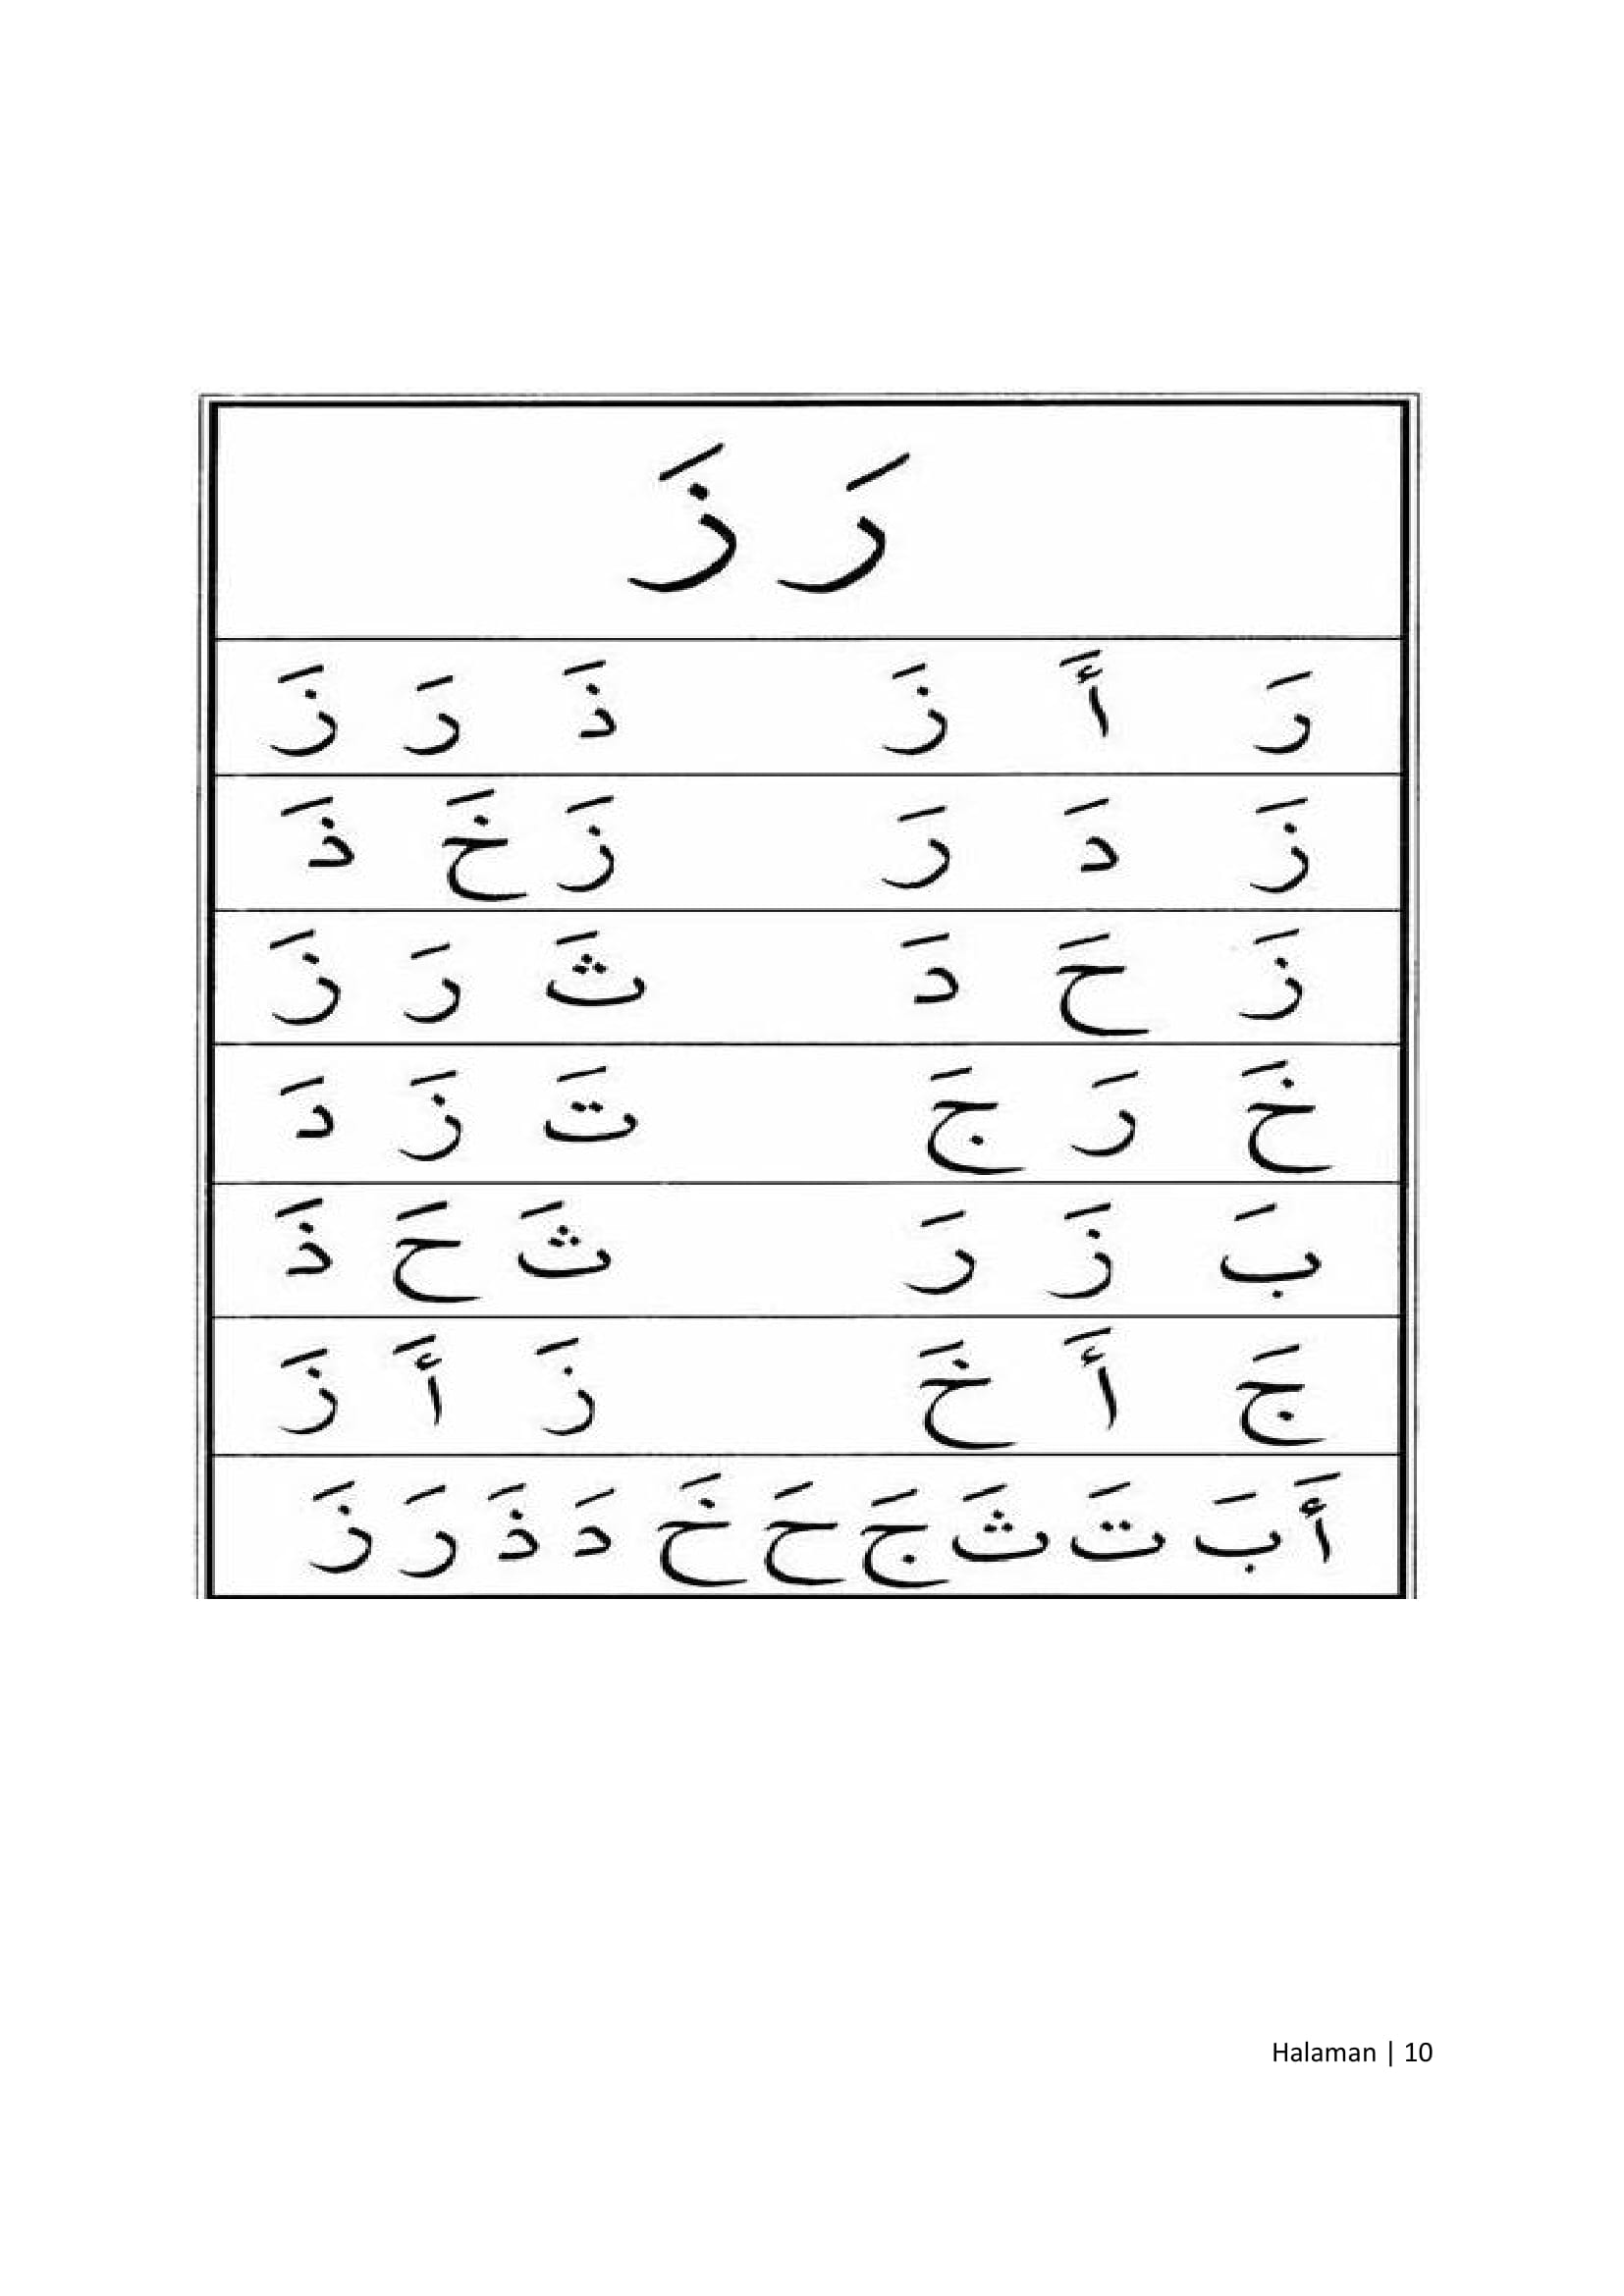 رَ زَ
رَ أَ زَ ذَ رَ زَ
زَ دَ رَ زَ خَ ذَ
زَ حَ دَ ثَ رَ زَ
خَ رَ جَ تَ زَ دَ
بَ زَ رَ ثَ حَ ذَ
جَ أَ خَ زَ أَ زَ
أَ بَ تَ ثَ جَ حَ خَ دَ ذَ رَ زَ
Halaman | 10